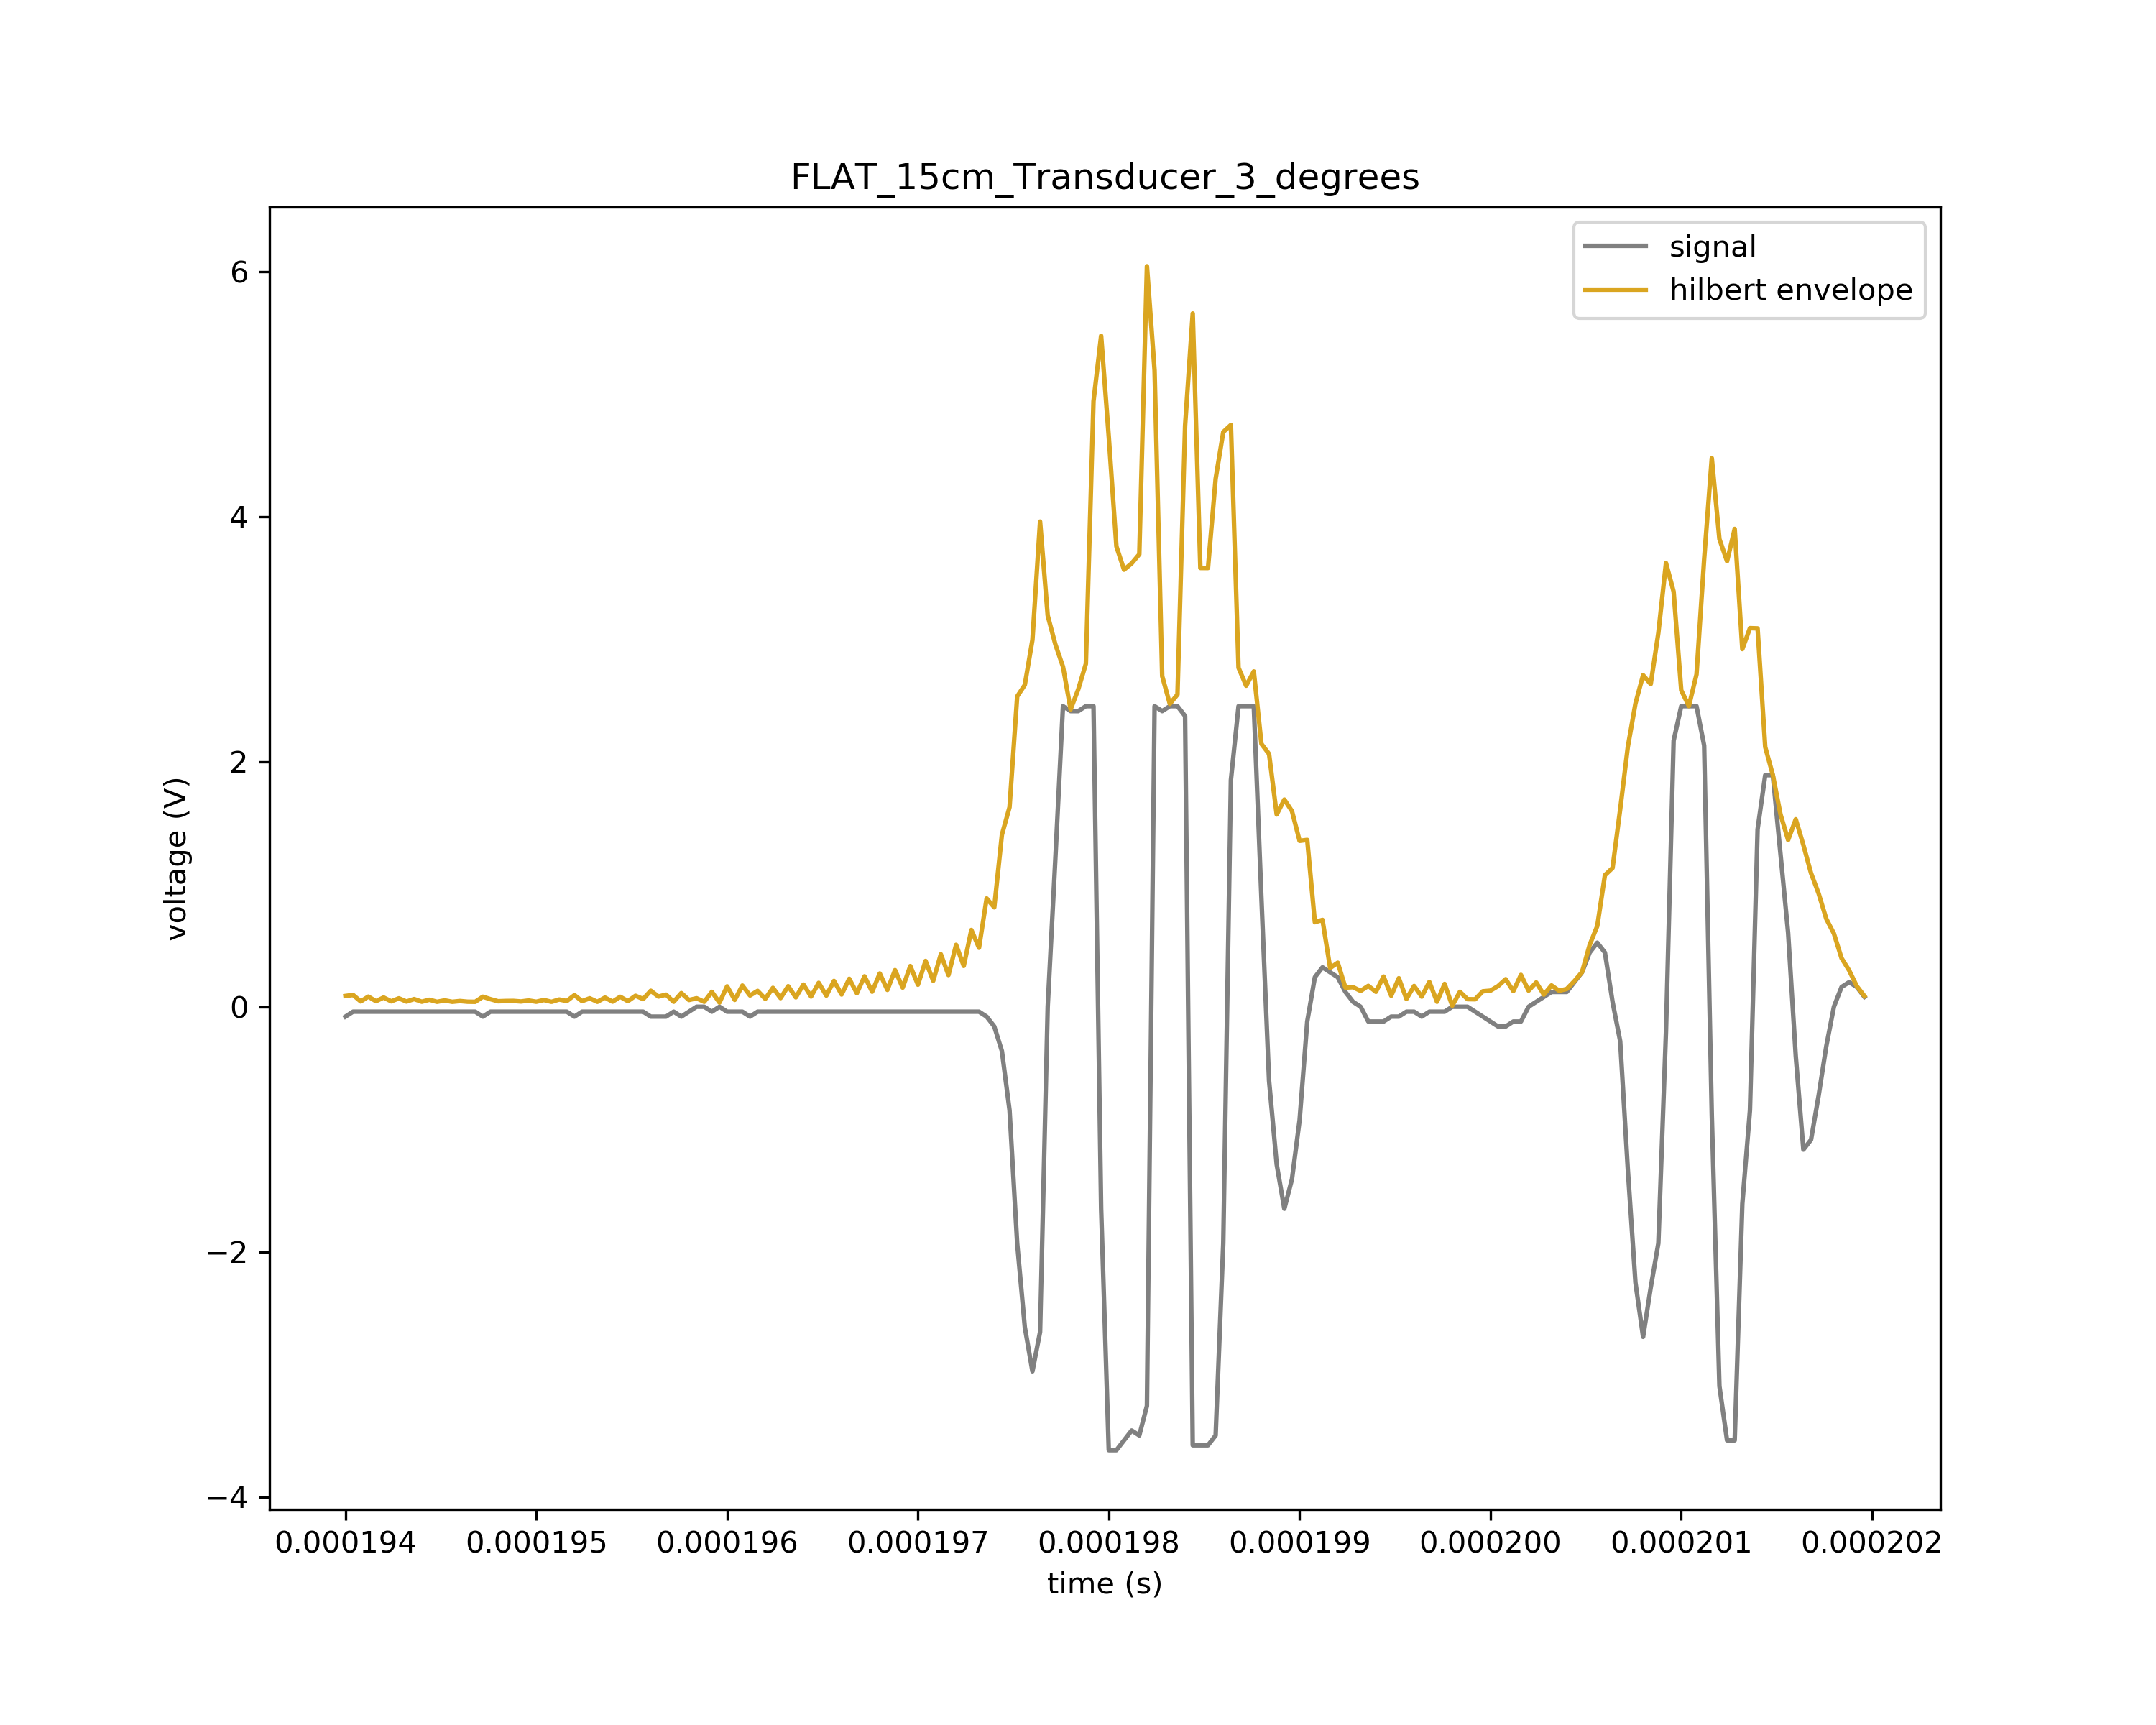 FLAT_15cm_Transducer_3_degrees
signal
hilbert envelope
6
4
2
0
−2
−4
voltage (V)
0.000194 0.000195 0.000196 0.000197 0.000198 0.000199 0.000200 0.000201 0.000202
time (s)